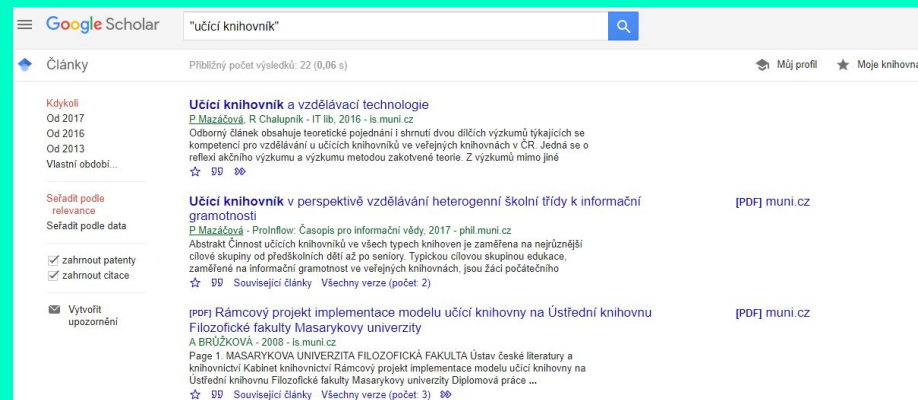 Google Scholar
"učící knihovník"
Články
Přibližný počet výsledků: 22 (0,06 s)
Můj profil
Moje knihovna
Kdykoli
Od 2017
Od 2016
Od 2013
Vlastní období...
Seřadit podle
relevance
Seřadit podle data
zahrnout patenty
zahrnout citace
Vytvořit
upozornění
Učící knihovník a vzdělávací technologie
P Mazáčová, R Chalupník - IT lib, 2016 - is.muni.cz
Odborný článek obsahuje teoretické pojednání i shrnutí dvou dílčích výzkumů týkajících se
kompetencí pro vzdělávání u učících knihovníků ve veřejných knihovnách v ČR. Jedná se o
reflexi akčního výzkumu a výzkumu metodou zakotvené teorie. Z výzkumů mimo jiné
Učící knihovník v perspektivě vzdělávání heterogenní školní třídy k informační
gramotnosti
[PDF] muni.cz
P Mazáčová - ProInflow: Časopis pro informační vědy, 2017 - phil.muni.cz
Abstrakt Činnost učících knihovníků ve všech typech knihoven je zaměřena na nejrůznější
cílové skupiny od předškolních dětí až po seniory. Typickou cílovou skupinou edukace,
zaměřené na informační gramotnost ve veřejných knihovnách, jsou žáci počátečního
Související články Všechny verze (počet: 2)
[PDF] Rámcový projekt implementace modelu učící knihovny na Ústřední knihovnu
Filozofické fakulty Masarykovy univerzity
[PDF] muni.cz
A BRŮŽKOVÁ - 2008 - is.muni.cz
Page 1. MASARYKOVA UNIVERZITA FILOZOFICKÁ FAKULTA Ústav české literatury a
knihovnictví Kabinet knihovnictví Rámcový projekt implementace modelu učící knihovny na
Ústřední knihovnu Filozofické fakulty Masarykovy univerzity Diplomová práce ...
Související články Všechny verze (počet: 3)